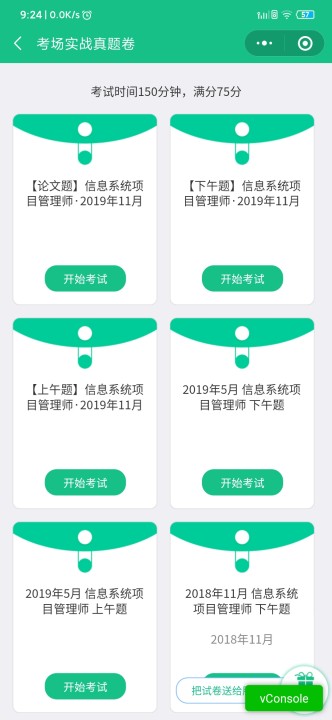 9:24 | 0.0K/s
57
考场实战真题卷
考试时间150分钟，满分75分
【论文题】信息系统项
目管理师·2019年11月
开始考试
【下午题】信息系统项
目管理师·2019年11月
开始考试
【上午题】信息系统项
目管理师·2019年11月
开始考试
2019年5月 信息系统项
目管理师 下午题
开始考试
2019年5月 信息系统项
目管理师 上午题
开始考试
2018年11月 信息系统
项目管理师 下午题
2018年11月
把试卷送给
vConsole